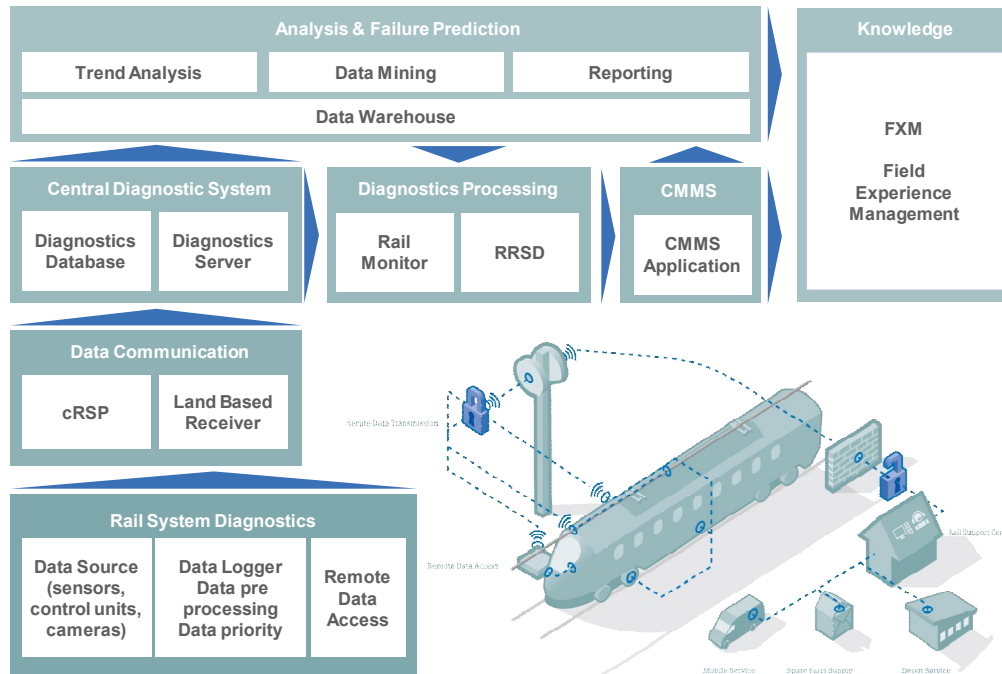 Analysis & Failure Prediction
Trend Analysis
Data Mining
Reporting
Data Warehouse
Knowledge
FXM
Field
Experience
Management
Central Diagnostic System
Diagnostics
Database
Diagnostics
Server
Diagnostics Processing
Rail
Monitor
RRSD
CMMS
CMMS
Application
Data Communication
cRSP
Land Based
Receiver
Rail System Diagnostics
Data Source
(sensors,
control units,
cameras)
Data Logger
Data pre
processing
Data priority
Remote
Data
Access
Secure Data Transmission
Remote Data Access
Rail Support Cen
Mobile Service
Spare Parts Supply
Depot Service